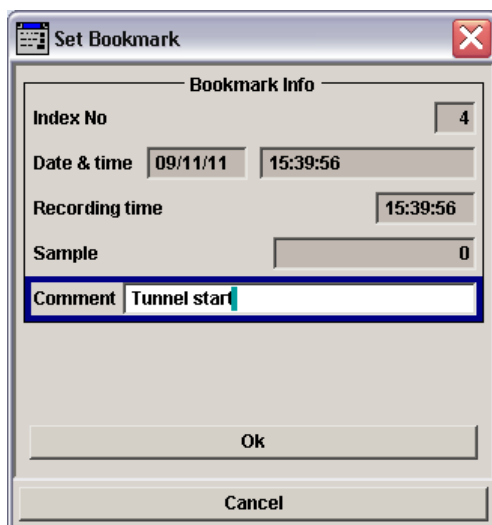 Set Bookmark
Bookmark Info
Index No 4
Date & time 09/11/11 15:39:56
Recording time 15:39:56
Sample 0
Comment Tunnel start
Ok
Cancel